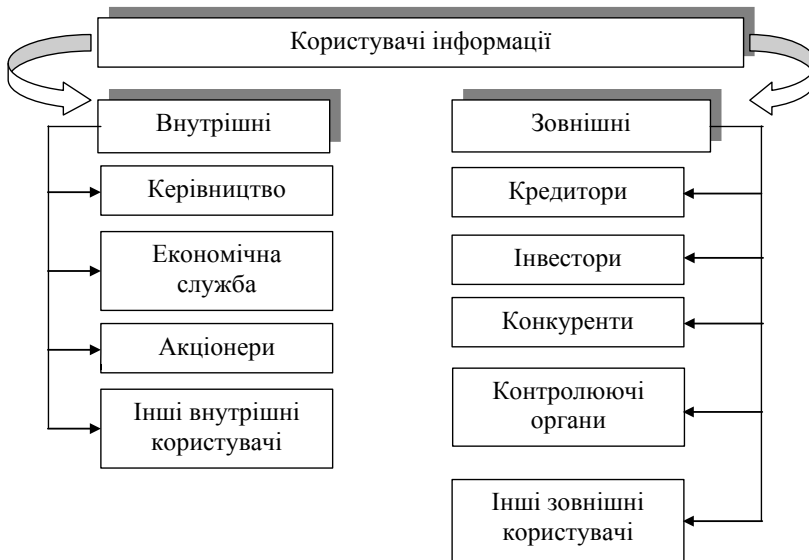 Користувачі інформації
Внутрішні
Керівництво
Економічна
служба
Акціонери
Інші внутрішні
користувачі
Зовнішні
Кредитори
Інвестори
Конкуренти
Контролюючі
органи
Інші зовнішні
користувачі